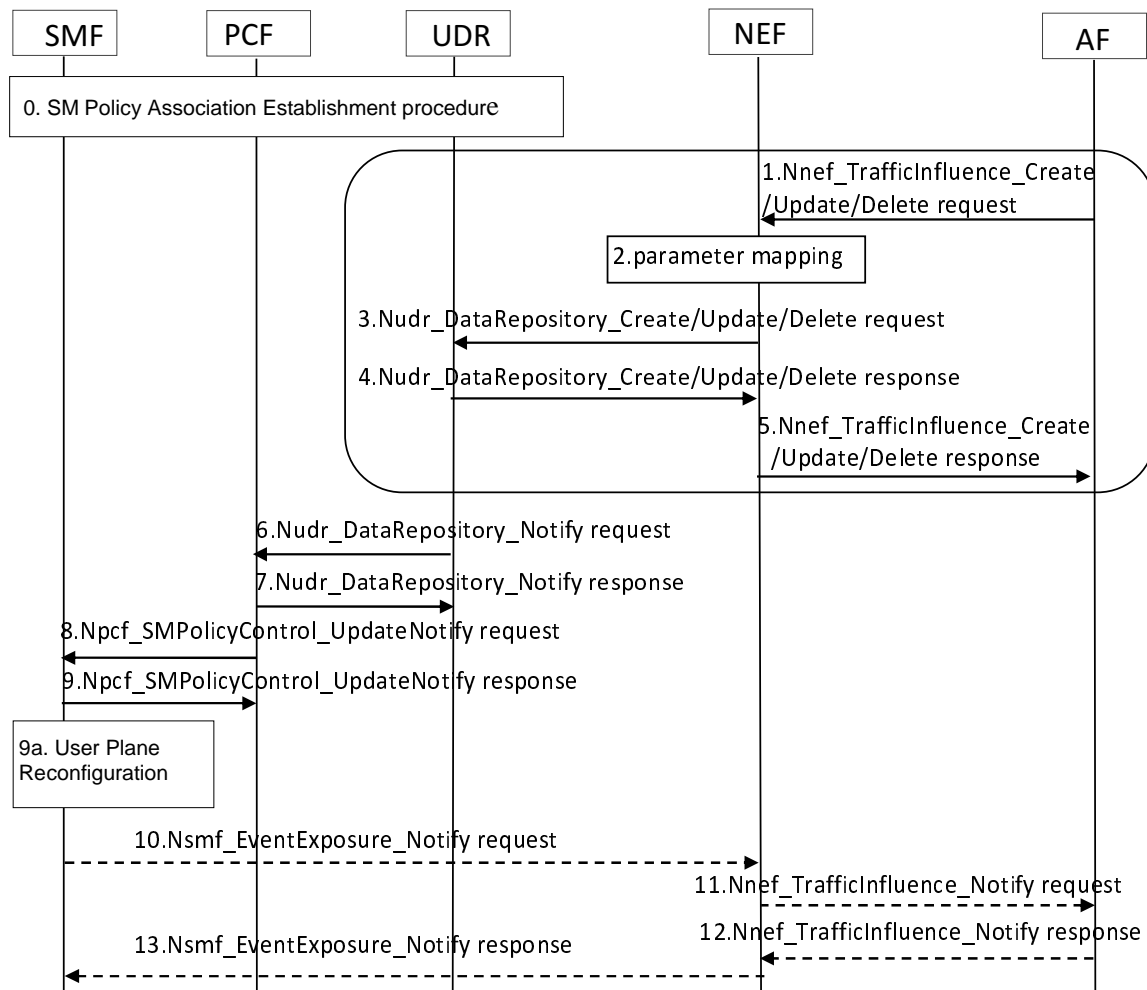 SMF PCF UDR NEF AF
0. SM Policy Association Establishment procedure
1.Nnef_TrafficInfluence_Create
/Update/Delete request
2.parameter mapping
3.Nudr_DataRepository_Create/Update/Delete request
4.Nudr_DataRepository_Create/Update/Delete response
5.Nnef_TrafficInfluence_Create
/Update/Delete response
6.Nudr_DataRepository_Notify request
7.Nudr_DataRepository_Notify response
8.Npcf_SMPolicyControl_UpdateNotify request
9.Npcf_SMPolicyControl_UpdateNotify response
9a. User Plane
Reconfiguration
10.Nsmf_EventExposure_Notify request
11.Nnef_TrafficInfluence_Notify request
12.Nnef_TrafficInfluence_Notify response
13.Nsmf_EventExposure_Notify response